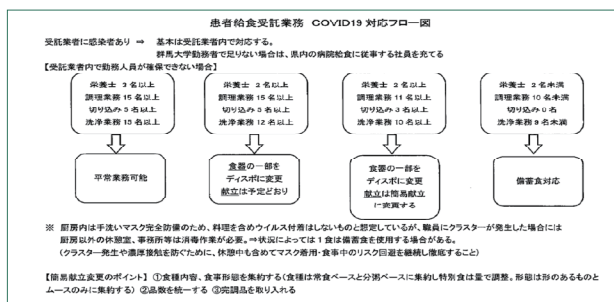 患者給食受託業務 COVID19 対応フロー図
受託業者に感染者あり ⇒ 基本は受託業者内で対応する。
群馬大学勤務者で足りない場合は、県内の病院給食に従事する社員を充てる
【受託業者内で勤務人員が確保できない場合】
栄養士 3名以上
調理業務 15名以上
切り込み 5名以上
洗浄業務 15名以上
平常業務可能
栄養士 2名以上
調理業務 15名以上
切り込み 5名以上
洗浄業務 12名以上
食器の一部を
ディスポに変更
献立は予定どおり
栄養士 2名以上
調理業務 11名以上
切り込み 3名以上
洗浄業務 10名以上
食器の一部を
ディスポに変更
献立は簡易献立
に変更する
栄養士 2名未満
調理業務 10名未満
切り込み 0名
洗浄業務 9名未満
備蓄食対応
※ 厨房内は手洗いマスク完全防備のため、料理を含めウイルス付着はしないものと想定しているが、職員にクラスターが発生した場合には
厨房以外の休憩室、事務所等は消毒作業が必要。⇒状況によっては1食は備蓄食を使用する場合がある。
(クラスター発生や濃厚接触を防ぐために、休憩中も含めてマスク着用・食事中のリスク回避を継続し徹底すること)
【簡易献立変更のポイント】 ①食種内容、食事形態を集約する(食種は常食ベースと分粥ベースに集約し特別食は量で調整。形態は形のあるものと
ムースのみに集約する) ②品数を統一する ③完調品を取り入れる